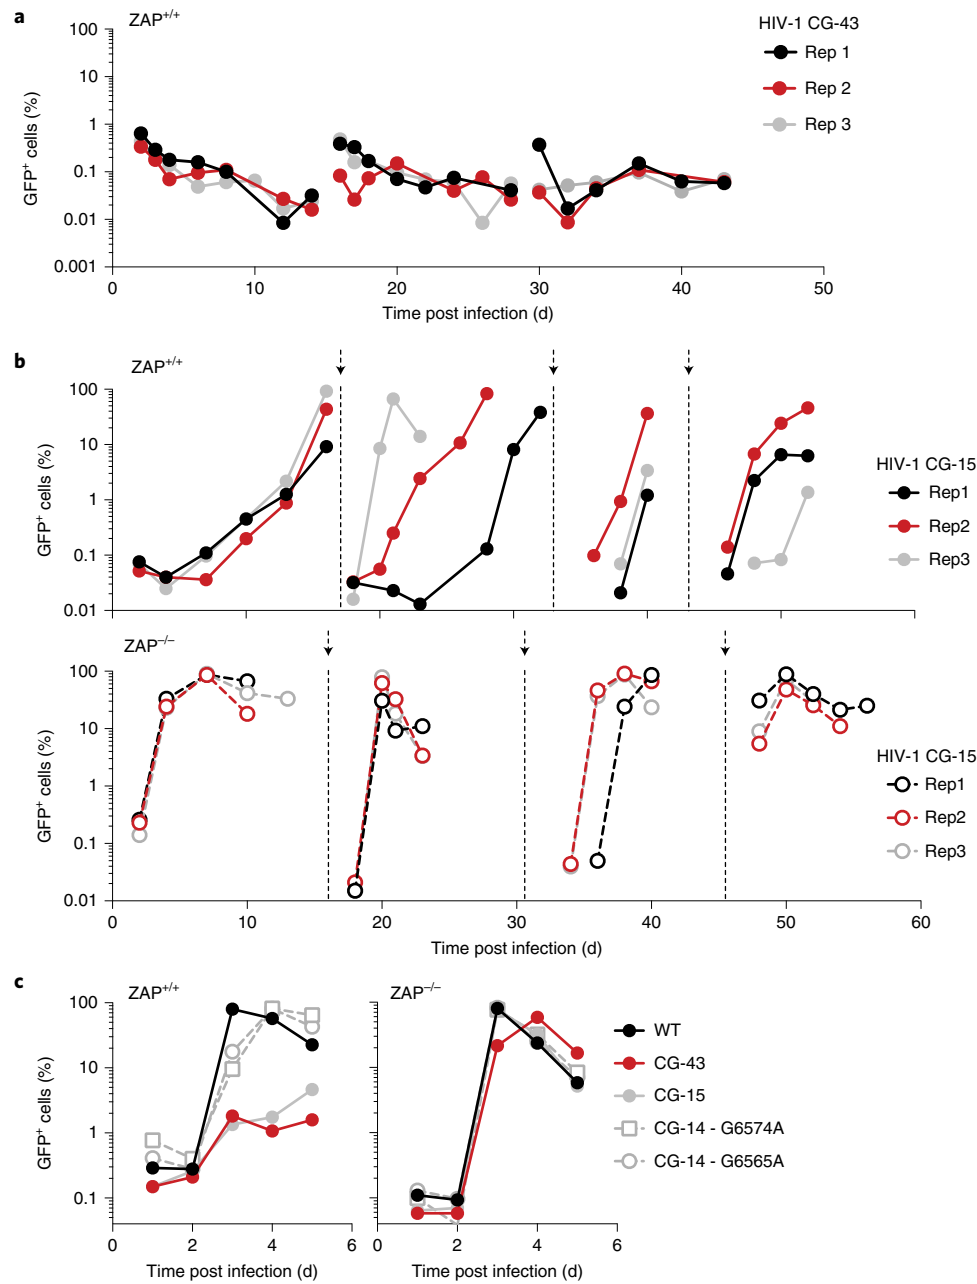 a
ZAP+/+
HIV-1 CG-43
Rep 1
Rep 2
Rep 3
GFP+ cells (%)
100
10
1
0.1
0.01
0.001
0 10 20 30 40 50
Time post infection (d)
b
ZAP+/+
GFP+ cells (%)
100
10
1
0.1
0.01
HIV-1 CG-15
Rep1
Rep2
Rep3
ZAP−/−
GFP+ cells (%)
100
10
1
0.1
0.01
0 10 20 30 40 50 60
Time post infection (d)
HIV-1 CG-15
Rep1
Rep2
Rep3
c
ZAP+/+
GFP+ cells (%)
100
10
1
0.1
0 2 4 6
Time post infection (d)
ZAP−/−
0 2 4 6
Time post infection (d)
WT
CG-43
CG-15
CG-14 - G6574A
CG-14 - G6565A